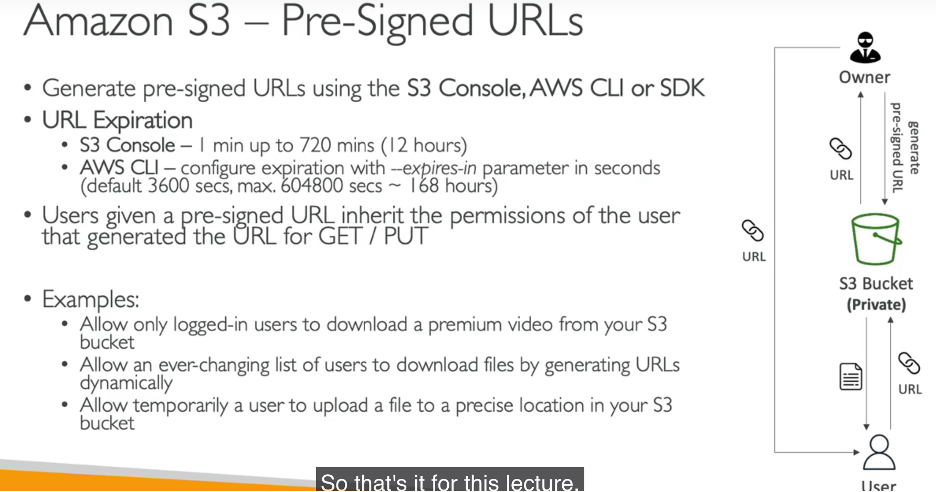 Amazon S3 – Pre-Signed URLs
• Generate pre-signed URLs using the S3 Console, AWS CLI or SDK
• URL Expiration
• S3 Console – 1 min up to 720 mins (12 hours)
• AWS CLI – configure expiration with --expires-in parameter in seconds
(default 3600 secs, max. 604800 secs ~ 168 hours)
• Users given a pre-signed URL inherit the permissions of the user
that generated the URL for GET / PUT
• Examples:
• Allow only logged-in users to download a premium video from your S3
bucket
• Allow an ever-changing list of users to download files by generating URLs
dynamically
• Allow temporarily a user to upload a file to a precise location in your S3
bucket
Owner
generate
pre-signed URL
URL
URL
S3 Bucket
(Private)
URL
User
So that's it for this lecture.